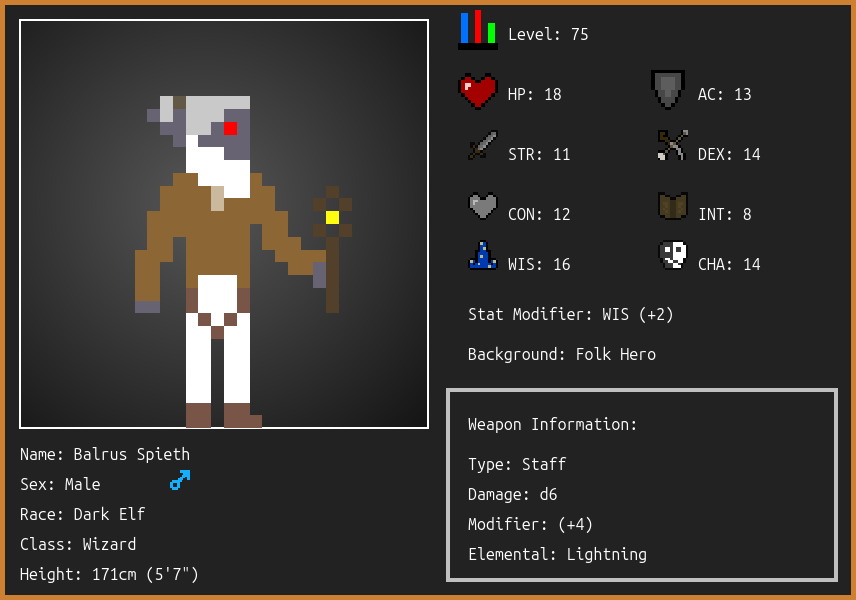 Level: 75
HP: 18
AC: 13
STR: 11
DEX: 14
CON: 12
INT: 8
WIS: 16
CHA: 14
Stat Modifier: WIS (+2)
Background: Folk Hero
Weapon Information:
Type: Staff
Damage: d6
Modifier: (+4)
Elemental: Lightning
Name: Balrus Spieth
Sex: Male
Race: Dark Elf
Class: Wizard
Height: 171cm (5'7")